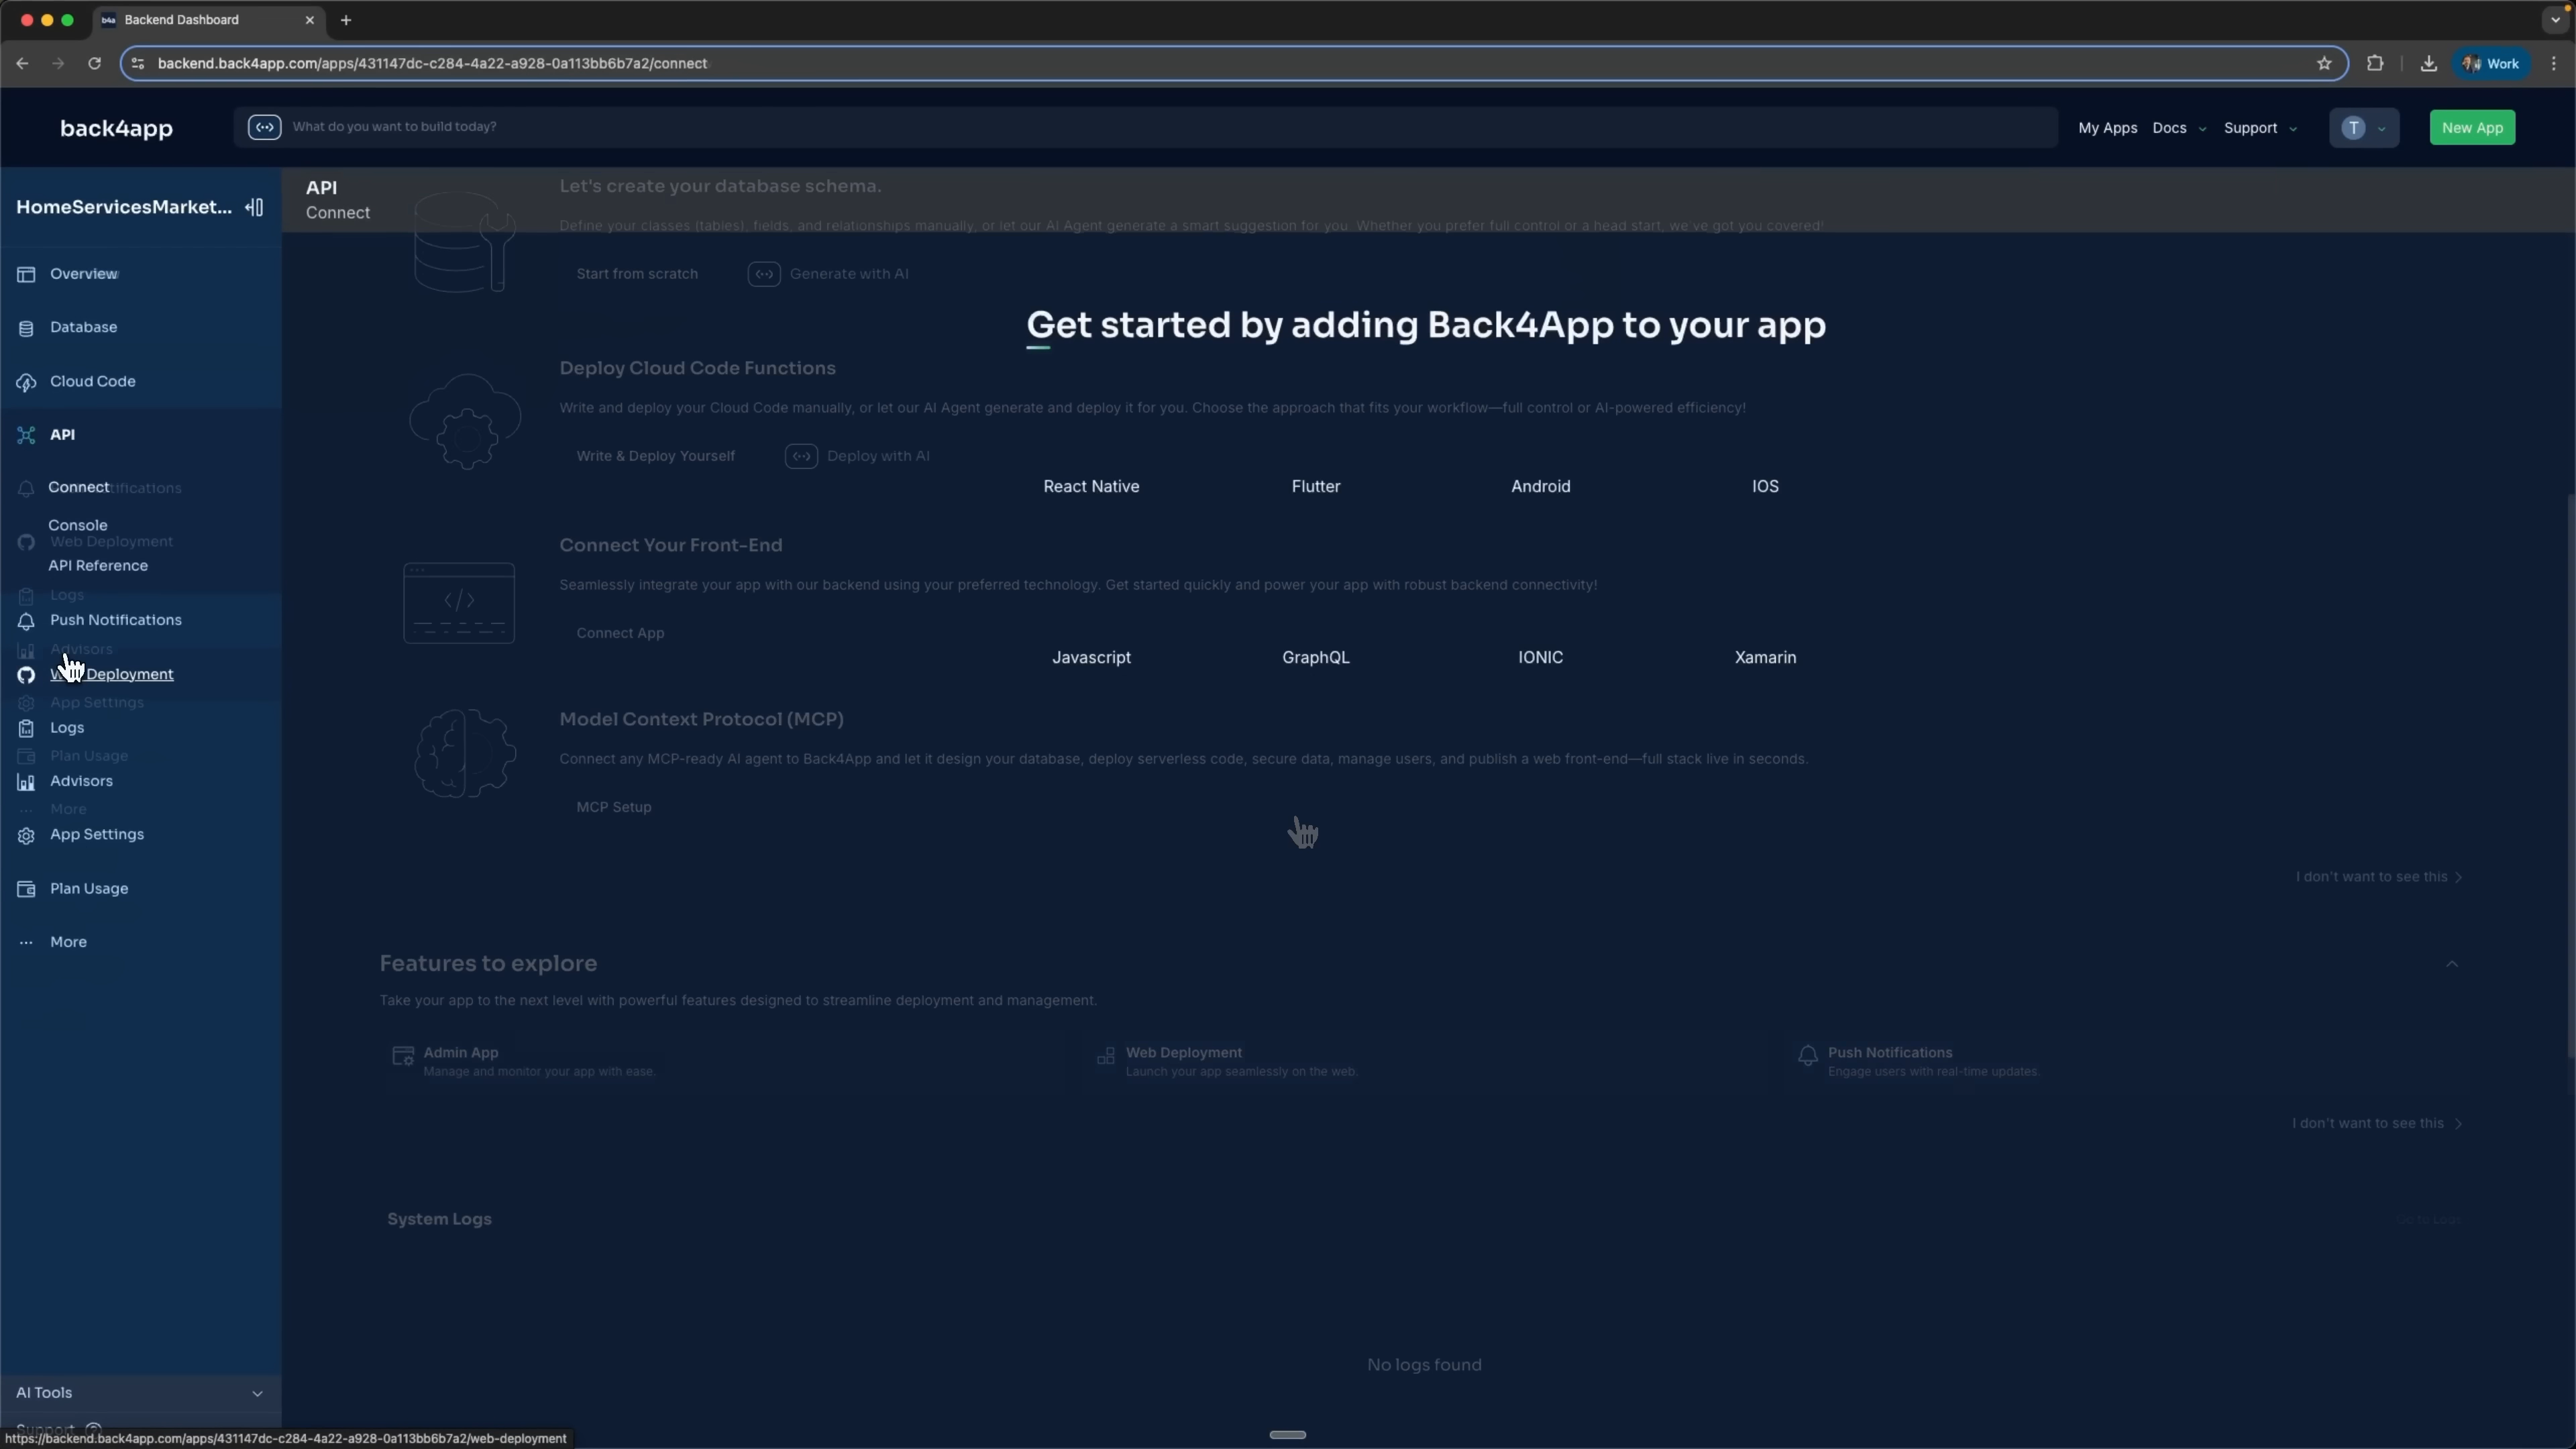 Backend Dashboard
backend.back4app.com/apps/431147dc-c284-4a22-a928-0a113bb6b7a2/connect
Work
back4app
What do you want to build today?
My Apps
Docs
Support
T
New App
HomeServicesMarket...
API
Connect
Overview
Database
Cloud Code
API
Connect
Console
Web Deployment
API Reference
Logs
Push Notifications
Advisors
Deployment
App Settings
Logs
Plan Usage
Advisors
More
App Settings
Plan Usage
More
AI Tools
Support
https://backend.back4app.com/apps/431147dc-c284-4a22-a928-0a113bb6b7a2/web-deployment
Let's create your database schema.
Define your classes (tables), fields, and relationships manually, or let our AI Agent generate a smart suggestion for you. Whether you prefer full control or a head start, we've got you covered!
Start from scratch
Generate with AI
Get started by adding Back4App to your app
Deploy Cloud Code Functions
Write and deploy your Cloud Code manually, or let our AI Agent generate and deploy it for you. Choose the approach that fits your workflow—full control or AI-powered efficiency!
Write & Deploy Yourself
Deploy with AI
React Native
Flutter
Android
IOS
Connect Your Front-End
Seamlessly integrate your app with our backend using your preferred technology. Get started quickly and power your app with robust backend connectivity!
Connect App
Javascript
GraphQL
IONIC
Xamarin
Model Context Protocol (MCP)
Connect any MCP-ready AI agent to Back4App and let it design your database, deploy serverless code, secure data, manage users, and publish a web front-end—full stack live in seconds.
MCP Setup
I don't want to see this
Features to explore
Take your app to the next level with powerful features designed to streamline deployment and management.
Admin App
Manage and monitor your app with ease.
Web Deployment
Launch your app seamlessly on the web.
Push Notifications
Engage users with real-time updates.
I don't want to see this
System Logs
Go to Logs
No logs found